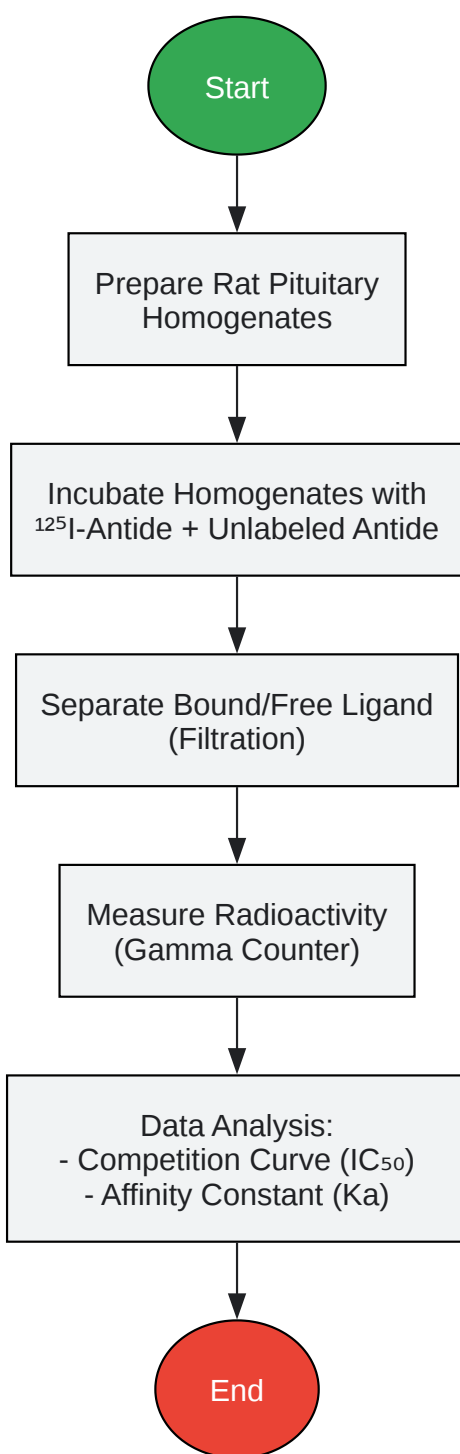 Start
Prepare Rat Pituitary
Homogenates
Incubate Homogenates with
¹²⁵I-Antide + Unlabeled Antide
Separate Bound/Free Ligand
(Filtration)
Measure Radioactivity
(Gamma Counter)
Data Analysis:
- Competition Curve (IC₅₀)
- Affinity Constant (Ka)
End